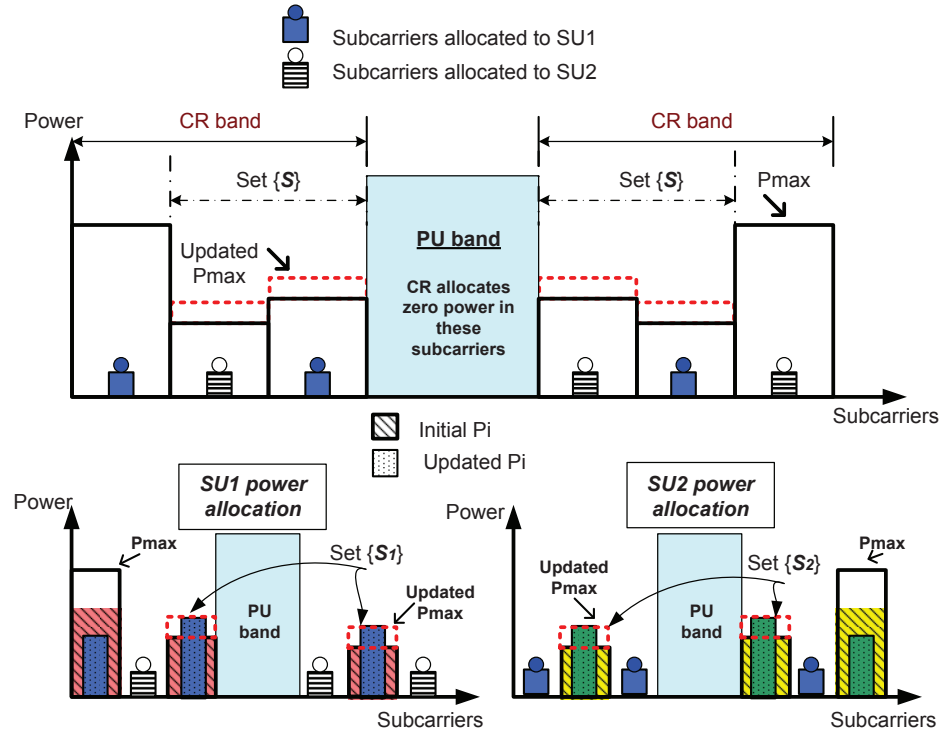 Subcarriers allocated to SU1
Subcarriers allocated to SU2
Power
CR band
CR band
Set {S}
Set {S}
Pmax
Updated
Pmax
PU band
CR allocates
zero power in
these
subcarriers
Subcarriers
Initial Pi
Updated Pi
SU1 power
allocation
Power
Pmax
Set {S1}
Updated
Pmax
PU
band
Subcarriers
SU2 power
allocation
Power
Pmax
Updated
Pmax
Set {S2}
PU
band
Subcarriers